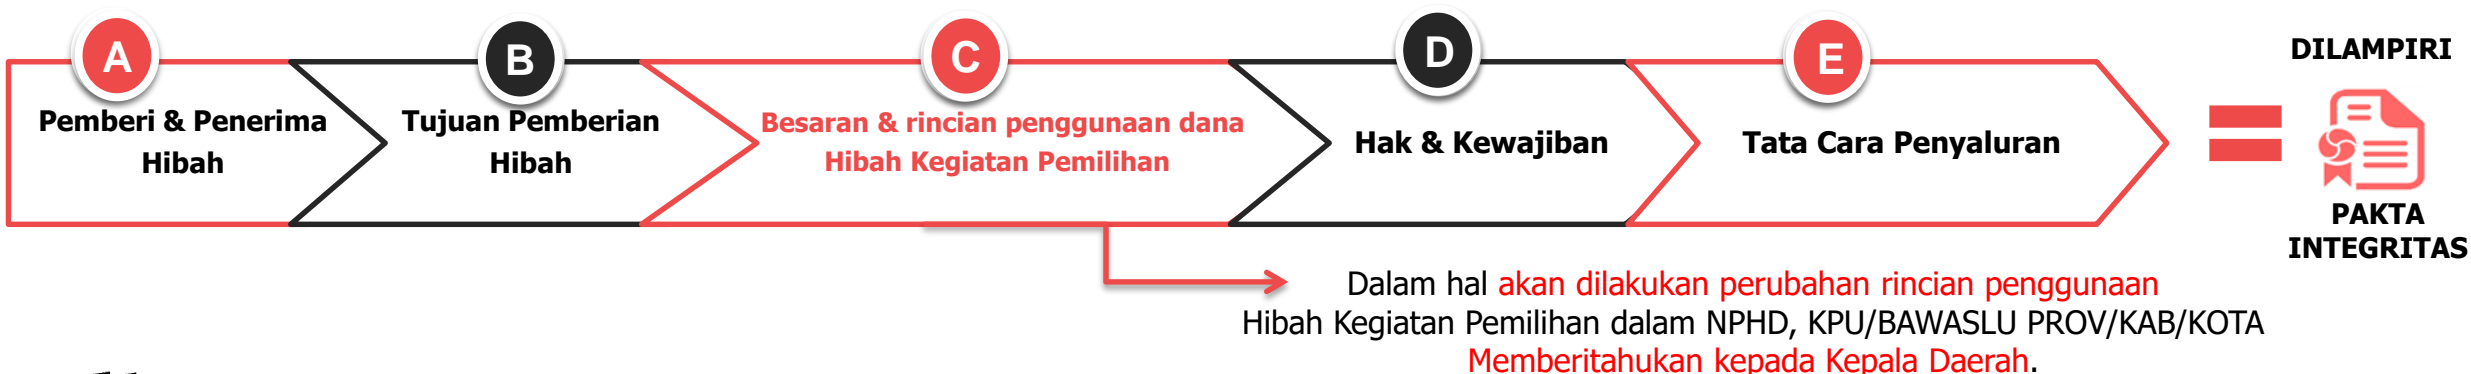 A
Pemberi & Penerima
Hibah
B
Tujuan Pemberian
Hibah
C
Besaran & rincian penggunaan dana
Hibah Kegiatan Pemilihan
D
Hak & Kewajiban
E
Tata Cara Penyaluran
DILAMPIRI
PAKTA
INTEGRITAS
Dalam hal akan dilakukan perubahan rincian penggunaan
Hibah Kegiatan Pemilihan dalam NPHD, KPU/BAWASLU PROV/KAB/KOTA
Memberitahukan kepada Kepala Daerah.